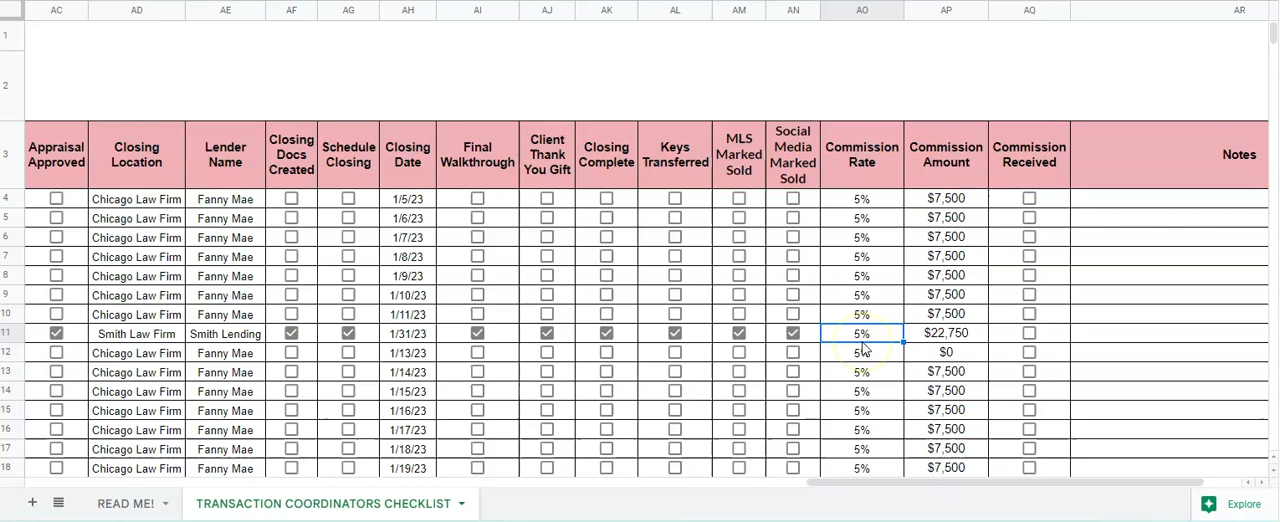 AC AD AE AF AG AH AI AJ AK AL AM AN AO AP AQ AR
1
2
3 Appraisal Approved Closing Location Lender Name Closing Docs Created Schedule Closing Closing Date Final Walkthrough Client Thank You Gift Closing Complete Keys Transferred MLS Marked Sold Social Media Marked Sold Commission Rate Commission Amount Commission Received Notes
4 Chicago Law Firm Fanny Mae 1/5/23 5% $7,500
5 Chicago Law Firm Fanny Mae 1/6/23 5% $7,500
6 Chicago Law Firm Fanny Mae 1/7/23 5% $7,500
7 Chicago Law Firm Fanny Mae 1/8/23 5% $7,500
8 Chicago Law Firm Fanny Mae 1/9/23 5% $7,500
9 Chicago Law Firm Fanny Mae 1/10/23 5% $7,500
10 Chicago Law Firm Fanny Mae 1/11/23 5% $7,500
11 Smith Law Firm Smith Lending 1/31/23 5% $22,750
12 Chicago Law Firm Fanny Mae 1/13/23 5% $0
13 Chicago Law Firm Fanny Mae 1/14/23 5% $7,500
14 Chicago Law Firm Fanny Mae 1/15/23 5% $7,500
15 Chicago Law Firm Fanny Mae 1/16/23 5% $7,500
16 Chicago Law Firm Fanny Mae 1/17/23 5% $7,500
17 Chicago Law Firm Fanny Mae 1/18/23 5% $7,500
18 Chicago Law Firm Fanny Mae 1/19/23 5% $7,500
READ ME! TRANSACTION COORDINATORS CHECKLIST Explore